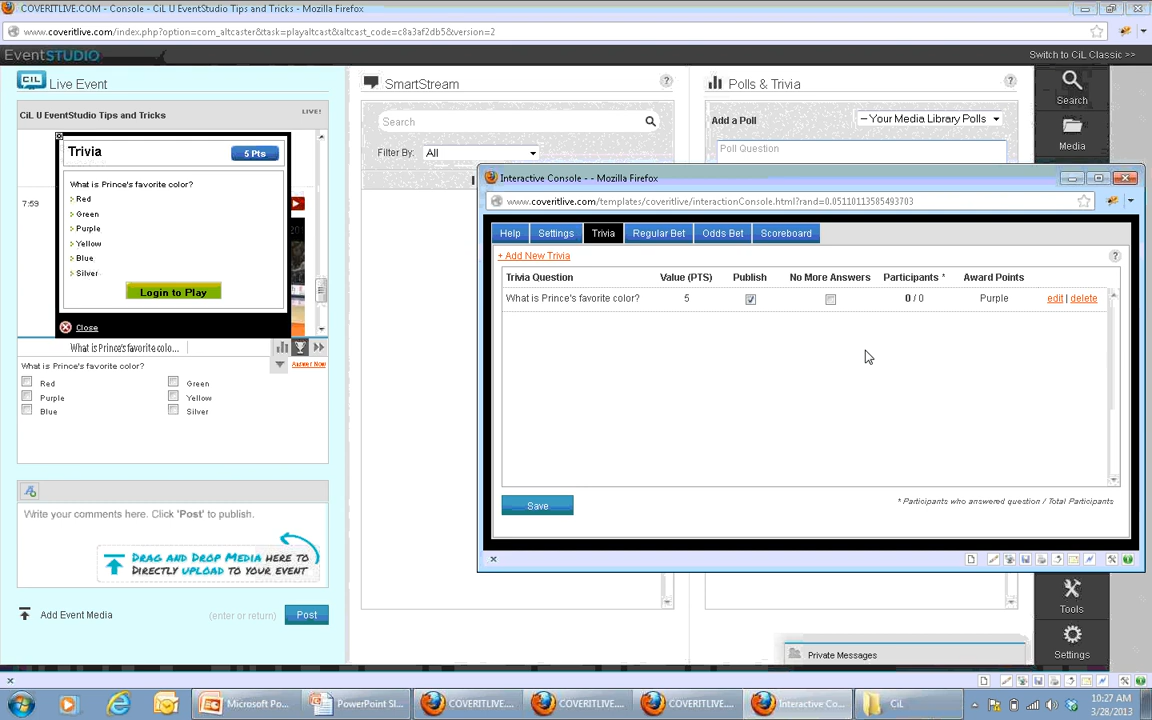 COVERITLIVE.COM - Console - CiL U EventStudio Tips and Tricks - Mozilla Firefox
www.coveritlive.com/index.php?option=com_altcaster&task=playaltcast&altcast_code=c8a3af2db5&version=2
EventSTUDIO
Switch to CiL Classic >>
CiL Live Event
CiL U EventStudio Tips and Tricks
LIVE!
Trivia
5 Pts
What is Prince's favorite color?
Red
Green
Purple
Yellow
Blue
Silver
Login to Play
Close
7:59
What is Prince's favorite colo...
What is Prince's favorite color?
Answer Now
Red Green
Purple Yellow
Blue Silver
Write your comments here. Click 'Post' to publish.
DRAG AND DROP MEDIA HERE TO
DIRECTLY UPLOAD TO YOUR EVENT
Add Event Media
(enter or return)
Post
SmartStream
?
Search
Filter By: All
Polls & Trivia
?
Add a Poll
-- Your Media Library Polls
Poll Question
Search
Media
Interactive Console - - Mozilla Firefox
www.coveritlive.com/templates/coveritlive/interactionConsole.html?rand=0.05110113585493703
Help Settings Trivia Regular Bet Odds Bet Scoreboard
+ Add New Trivia
?
Trivia Question Value (PTS) Publish No More Answers Participants * Award Points
What is Prince's favorite color? 5 0 / 0 Purple edit | delete
Save
* Participants who answered question / Total Participants
Tools
Settings
Private Messages
Microsoft Po...
PowerPoint Sl...
COVERITLIVE....
COVERITLIVE....
COVERITLIVE....
Interactive Co...
CiL
10:27 AM
3/28/2013